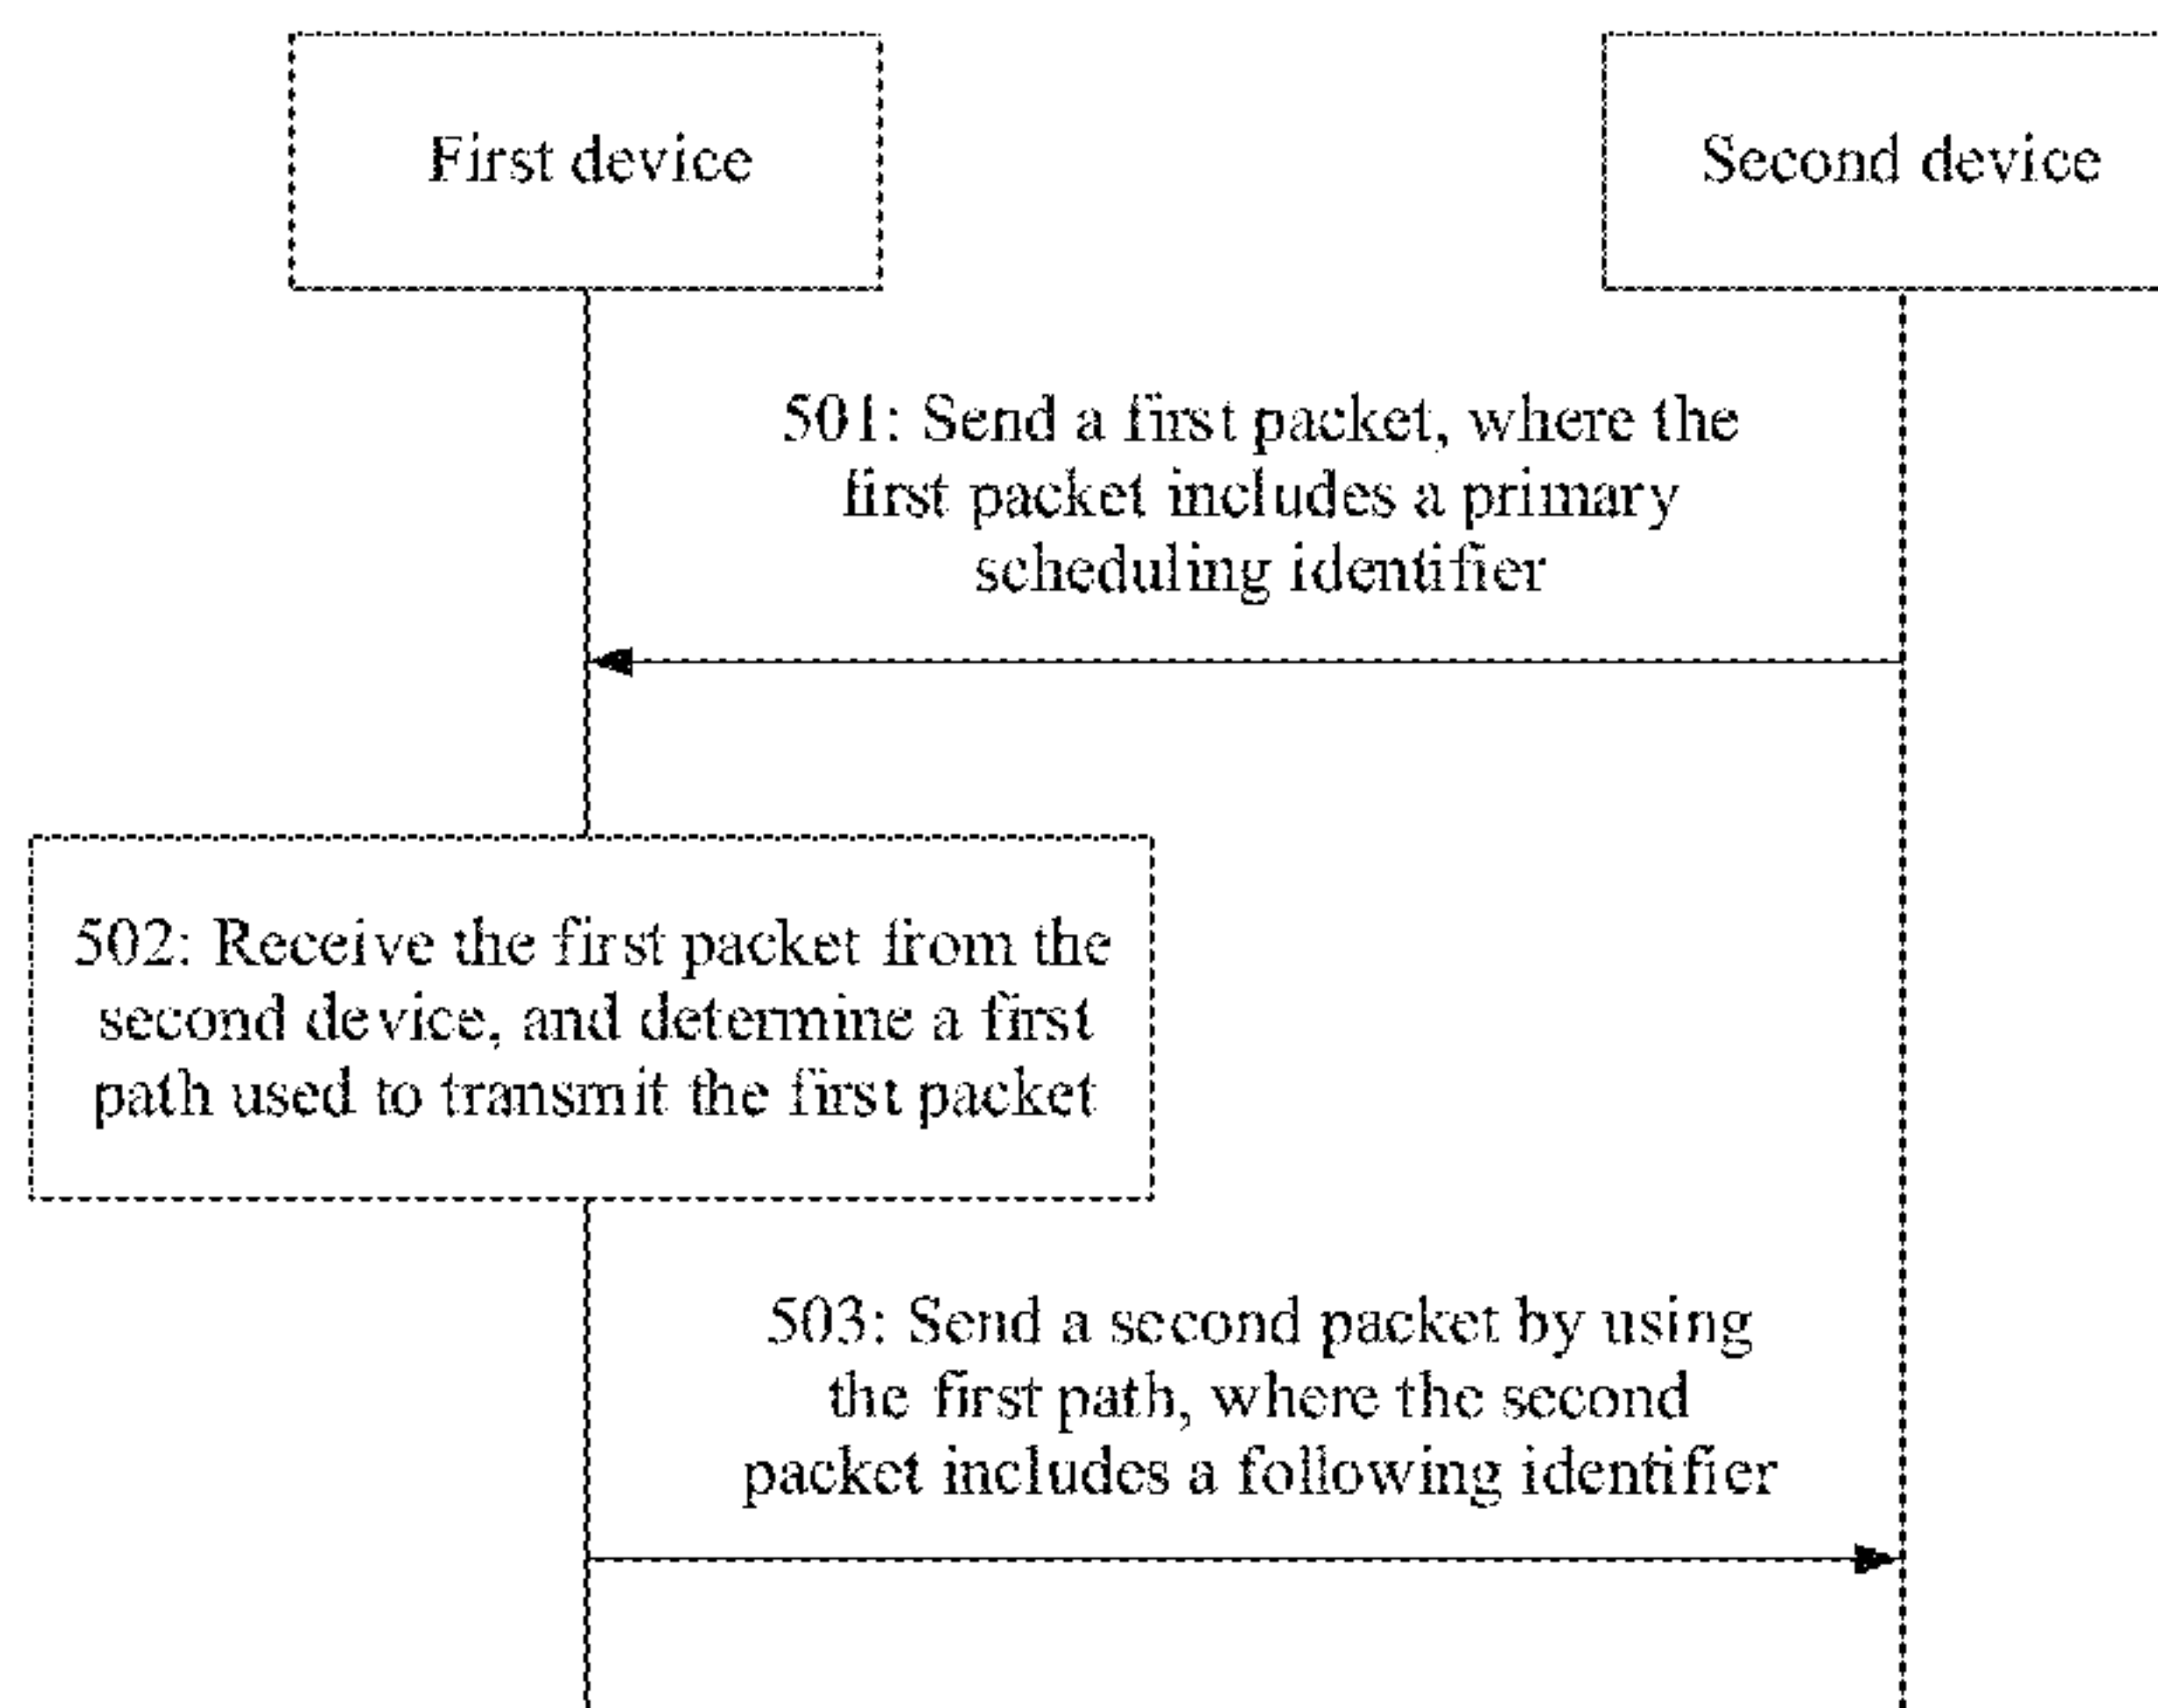 First device
Second device
501: Send a first packet, where the
first packet includes a primary
scheduling identifier
502: Receive the first packet from the
second device, and determine a first
path used to transmit the first packet
503: Send a second packet by using
the first path, where the second
packet includes a following identifier